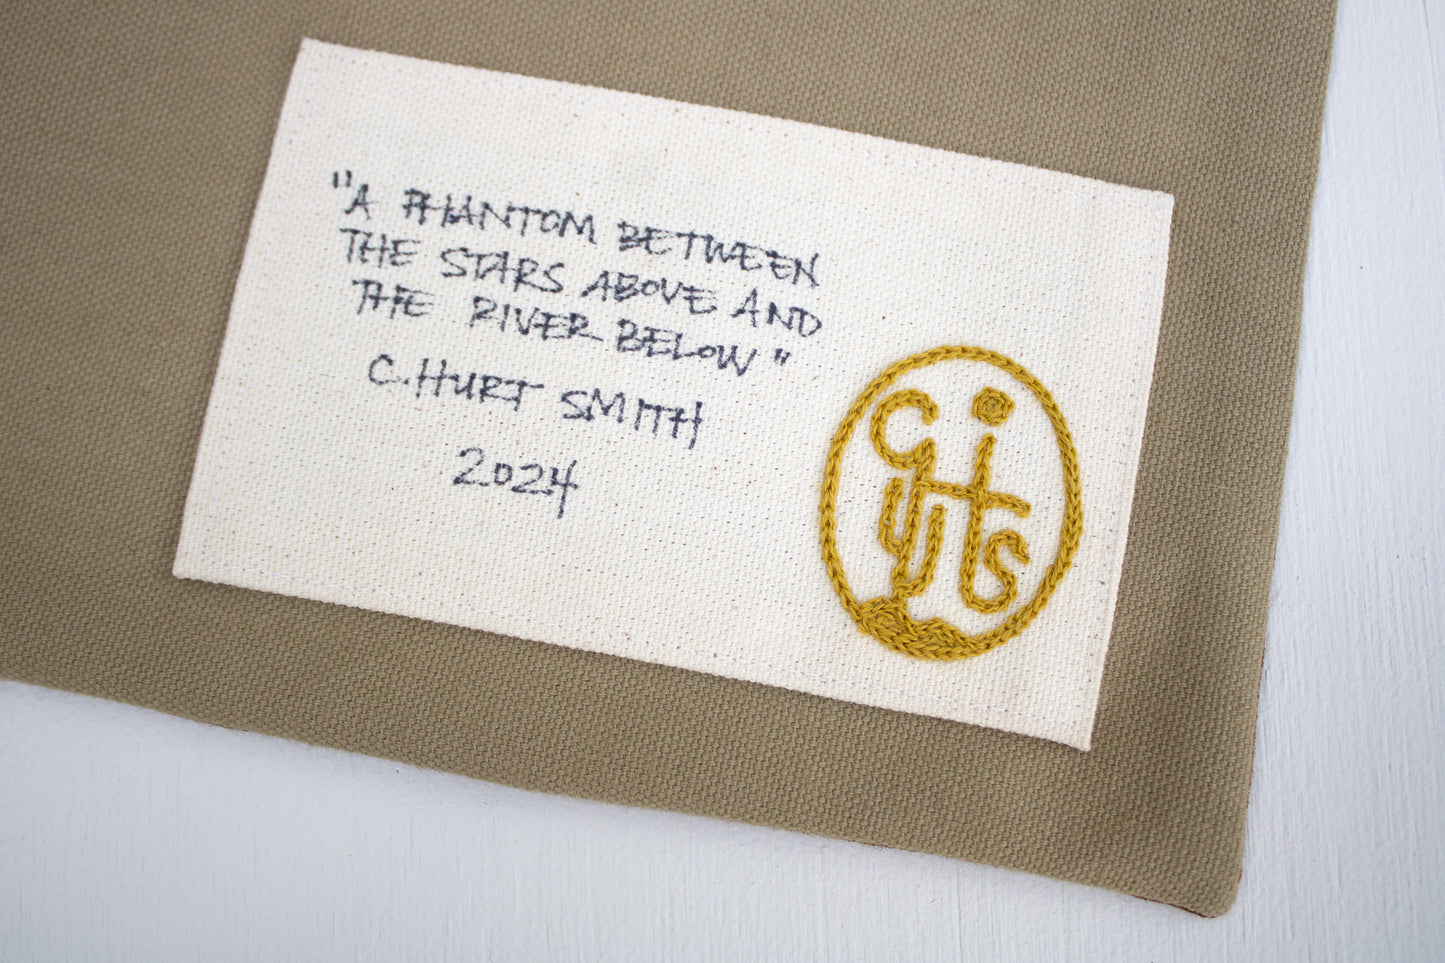 "A PHANTOM BETWEEN
THE STARS ABOVE AND
THE RIVER BELOW"
C. HURT SMITH
2024